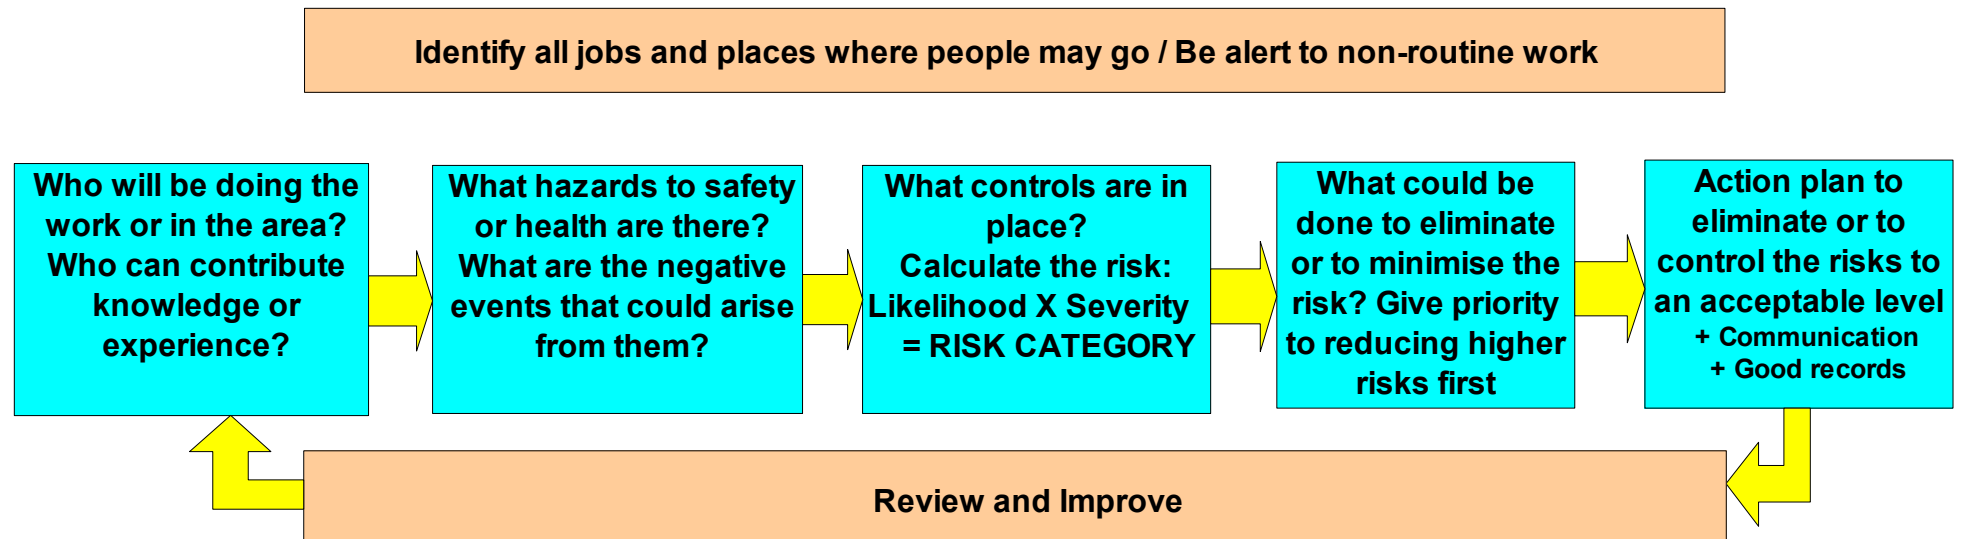 Identify all jobs and places where people may go / Be alert to non-routine work
Who will be doing the
work or in the area?
Who can contribute
knowledge or
experience?
What hazards to safety
or health are there?
What are the negative
events that could arise
from them?
What controls are in
place?
Calculate the risk:
Likelihood X Severity
= RISK CATEGORY
What could be
done to eliminate
or to minimise the
risk? Give priority
to reducing higher
risks first
Action plan to
eliminate or to
control the risks to
an acceptable level
+ Communication
+ Good records
Review and Improve